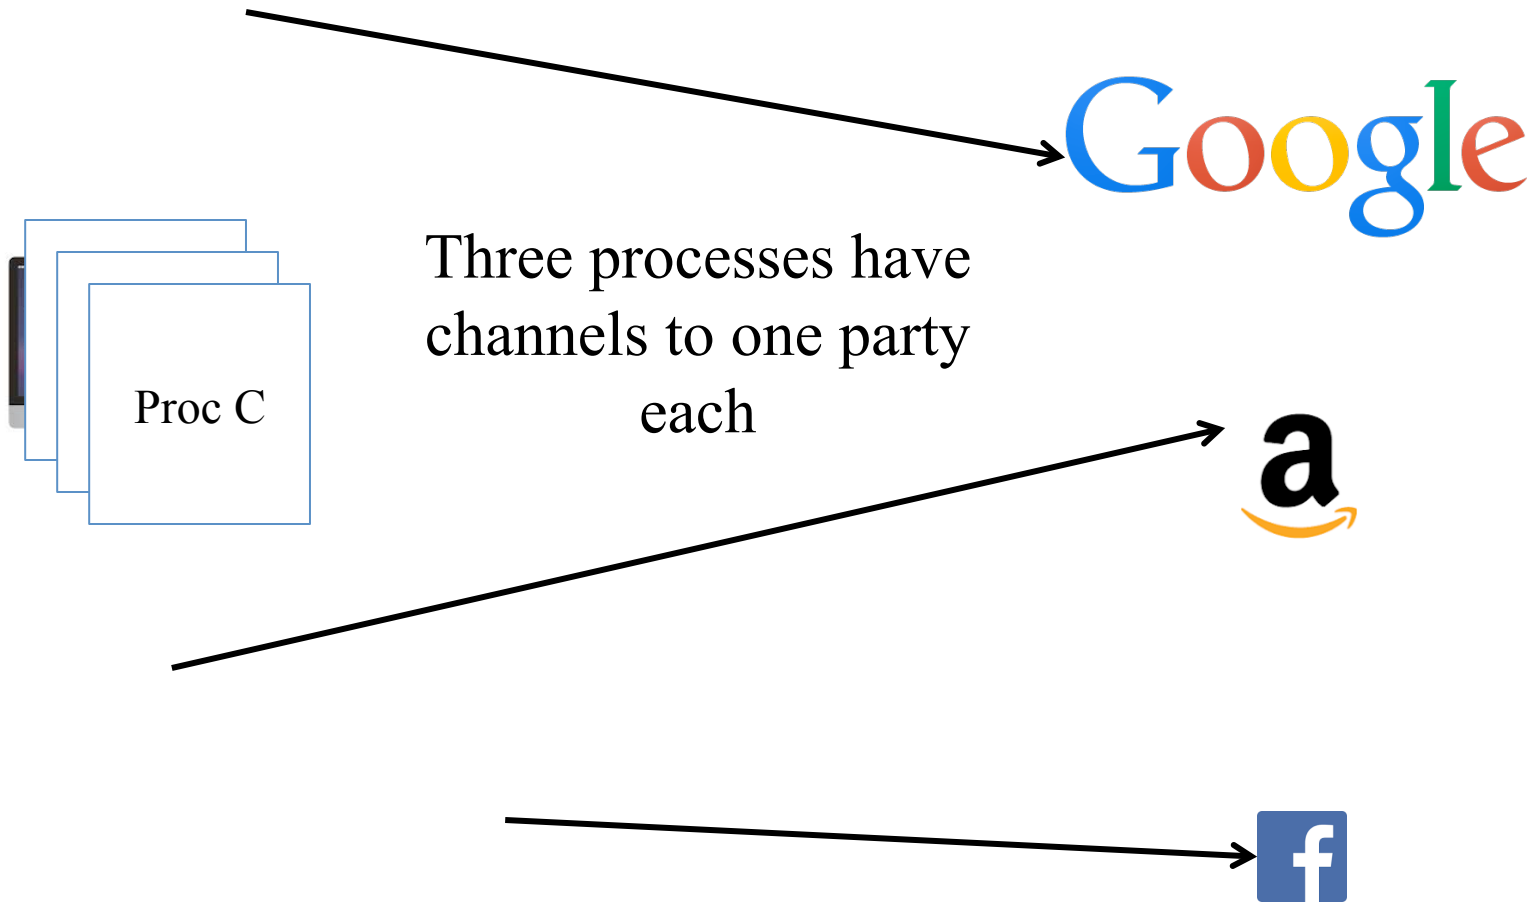 Google
Three processes have
channels to one party
each
Proc C
a
f